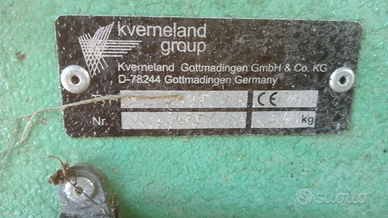 kverneland
group
Kverneland Gottmadingen GmbH & Co. KG
D-78244 Gottmadingen Germany
CE
Nr. kg
subito